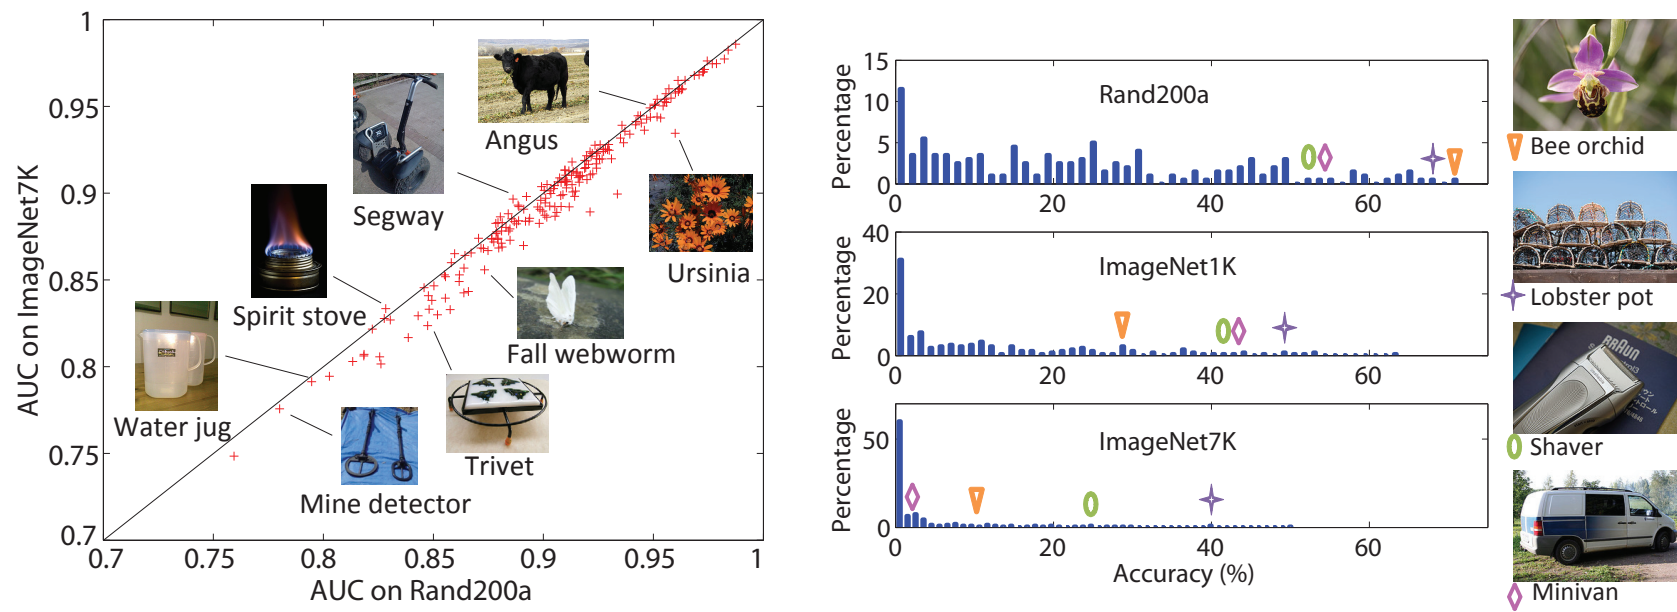 1
0.95
0.9
0.85
0.8
0.75
0.7
AUC on ImageNet7K
0.7
0.75
0.8
0.85
0.9
0.95
1
AUC on Rand200a
Angus
Segway
Ursinia
Spirit stove
Fall webworm
Water jug
Trivet
Mine detector
Rand200a
Percentage
15
10
5
0
0
20
40
60
ImageNet1K
Percentage
40
20
0
0
20
40
60
ImageNet7K
Percentage
50
0
0
20
40
60
Accuracy (%)
Bee orchid
Lobster pot
BRAUN
Shaver
Minivan